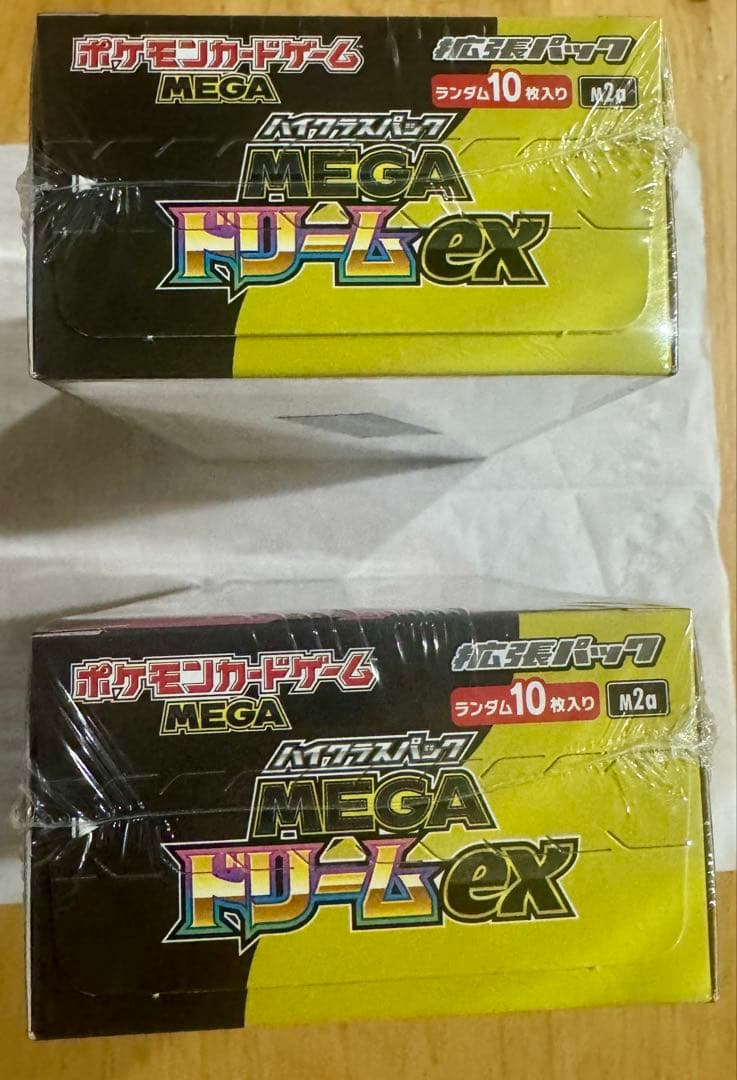 ポケモンカードゲーム
MEGA
拡張パック
ランダム10枚入り
M2a
ハイクラスパック
MEGA
ドリームex
ポケモンカードゲーム
MEGA
拡張パック
ランダム10枚入り
M2a
ハイクラスパック
MEGA
ドリームex